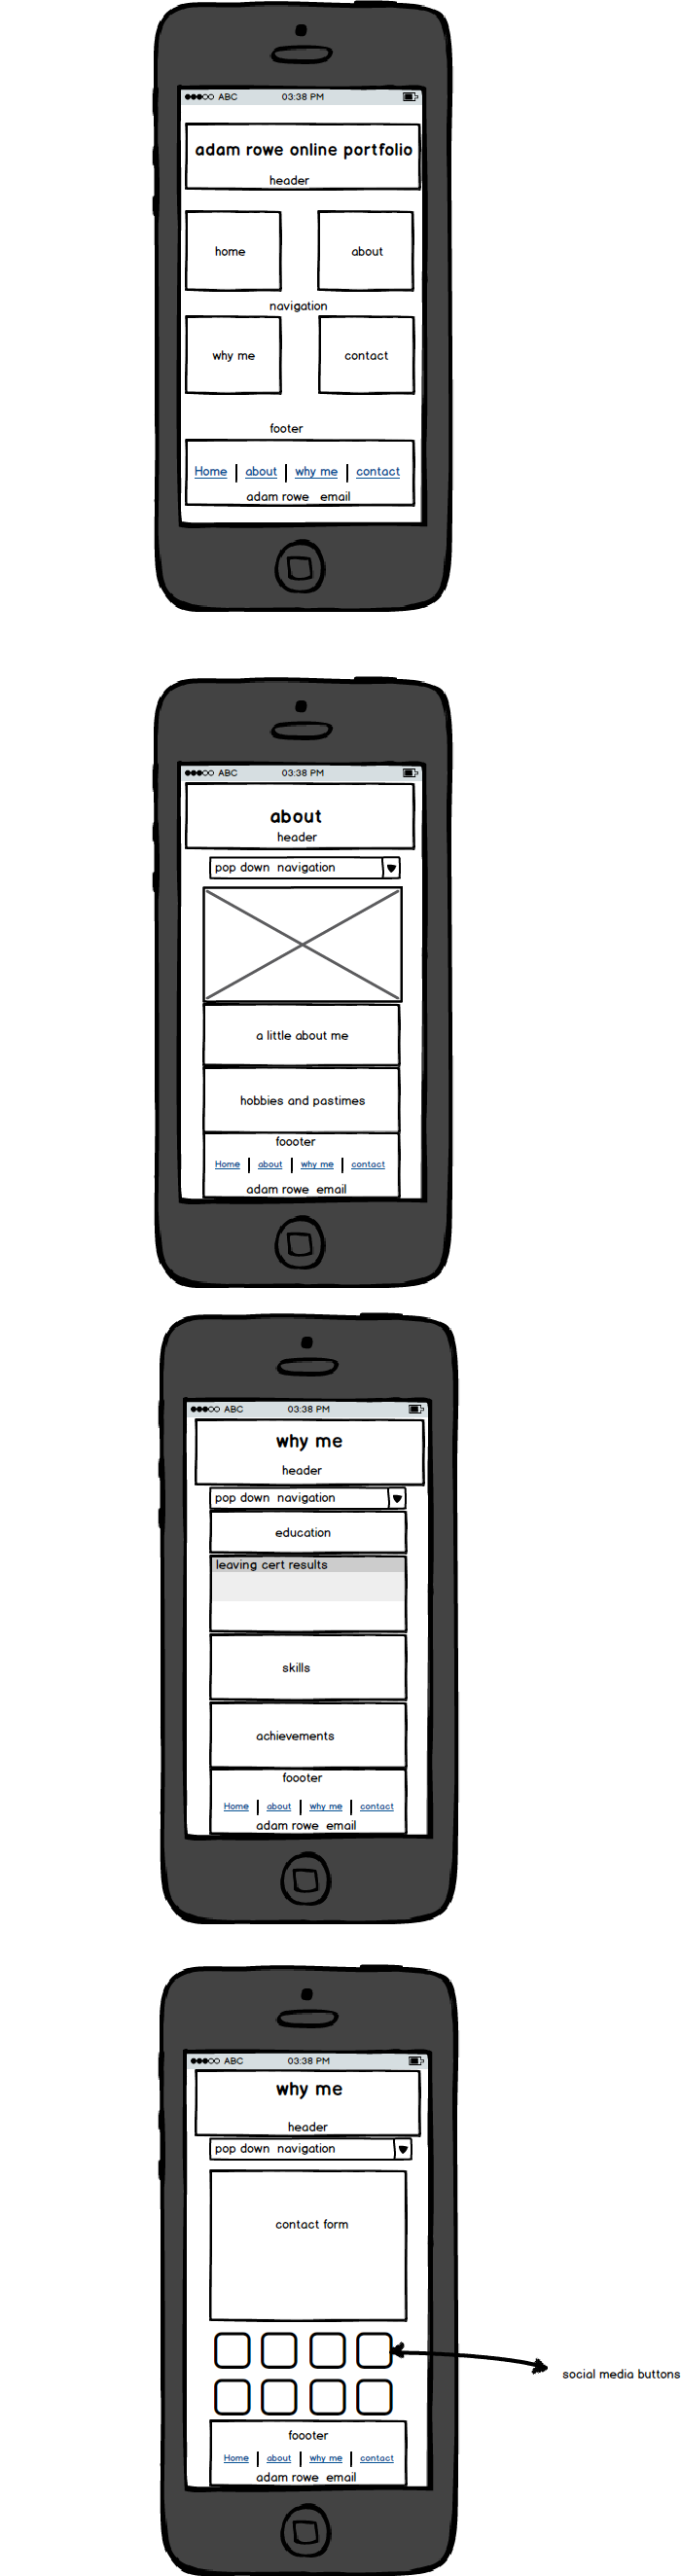 ABC 03:38 PM
adam rowe online portfolio
header
home about
navigation
why me contact
footer
Home | about | why me | contact
adam rowe email
ABC 03:38 PM
about
header
pop down navigation
a little about me
hobbies and pastimes
foooter
Home | about | why me | contact
adam rowe email
ABC 03:38 PM
why me
header
pop down navigation
education
leaving cert results
skills
achievements
foooter
Home | about | why me | contact
adam rowe email
ABC 03:38 PM
why me
header
pop down navigation
contact form
social media buttons
foooter
Home | about | why me | contact
adam rowe email